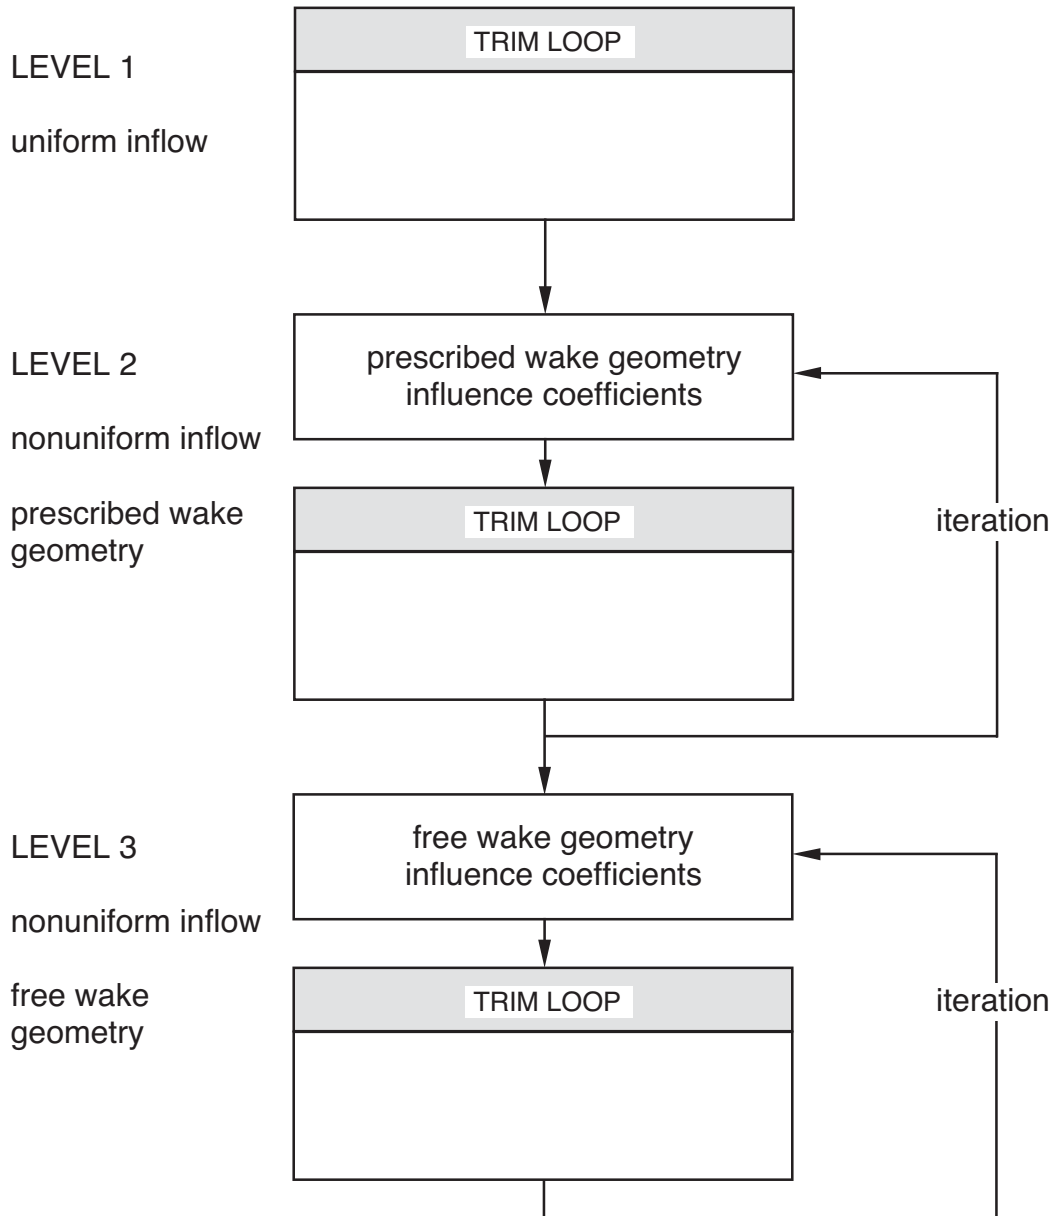 TRIM LOOP
LEVEL 1
uniform inflow
LEVEL 2
prescribed wake geometry
influence coefficients
nonuniform inflow
prescribed wake
geometry
TRIM LOOP
iteration
LEVEL 3
free wake geometry
influence coefficients
nonuniform inflow
free wake
geometry
TRIM LOOP
iteration